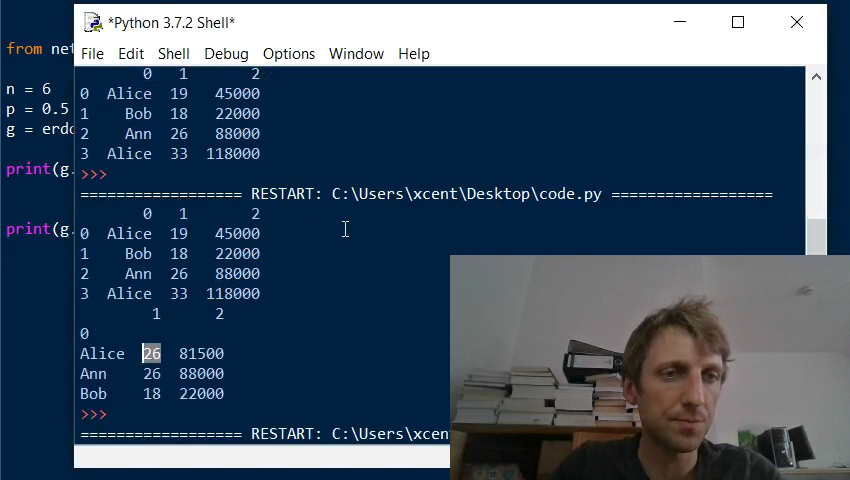 *Python 3.7.2 Shell*
File Edit Shell Debug Options Window Help
from net
n = 6
p = 0.5
g = erdo
print(g.
print(g.
0 1 2
0 Alice 19 45000
1 Bob 18 22000
2 Ann 26 88000
3 Alice 33 118000
>>>
================== RESTART: C:\Users\xcent\Desktop\code.py ==================
0 1 2
0 Alice 19 45000
1 Bob 18 22000
2 Ann 26 88000
3 Alice 33 118000
1 2
0
Alice 26 81500
Ann 26 88000
Bob 18 22000
>>>
================== RESTART: C:\Users\xcent